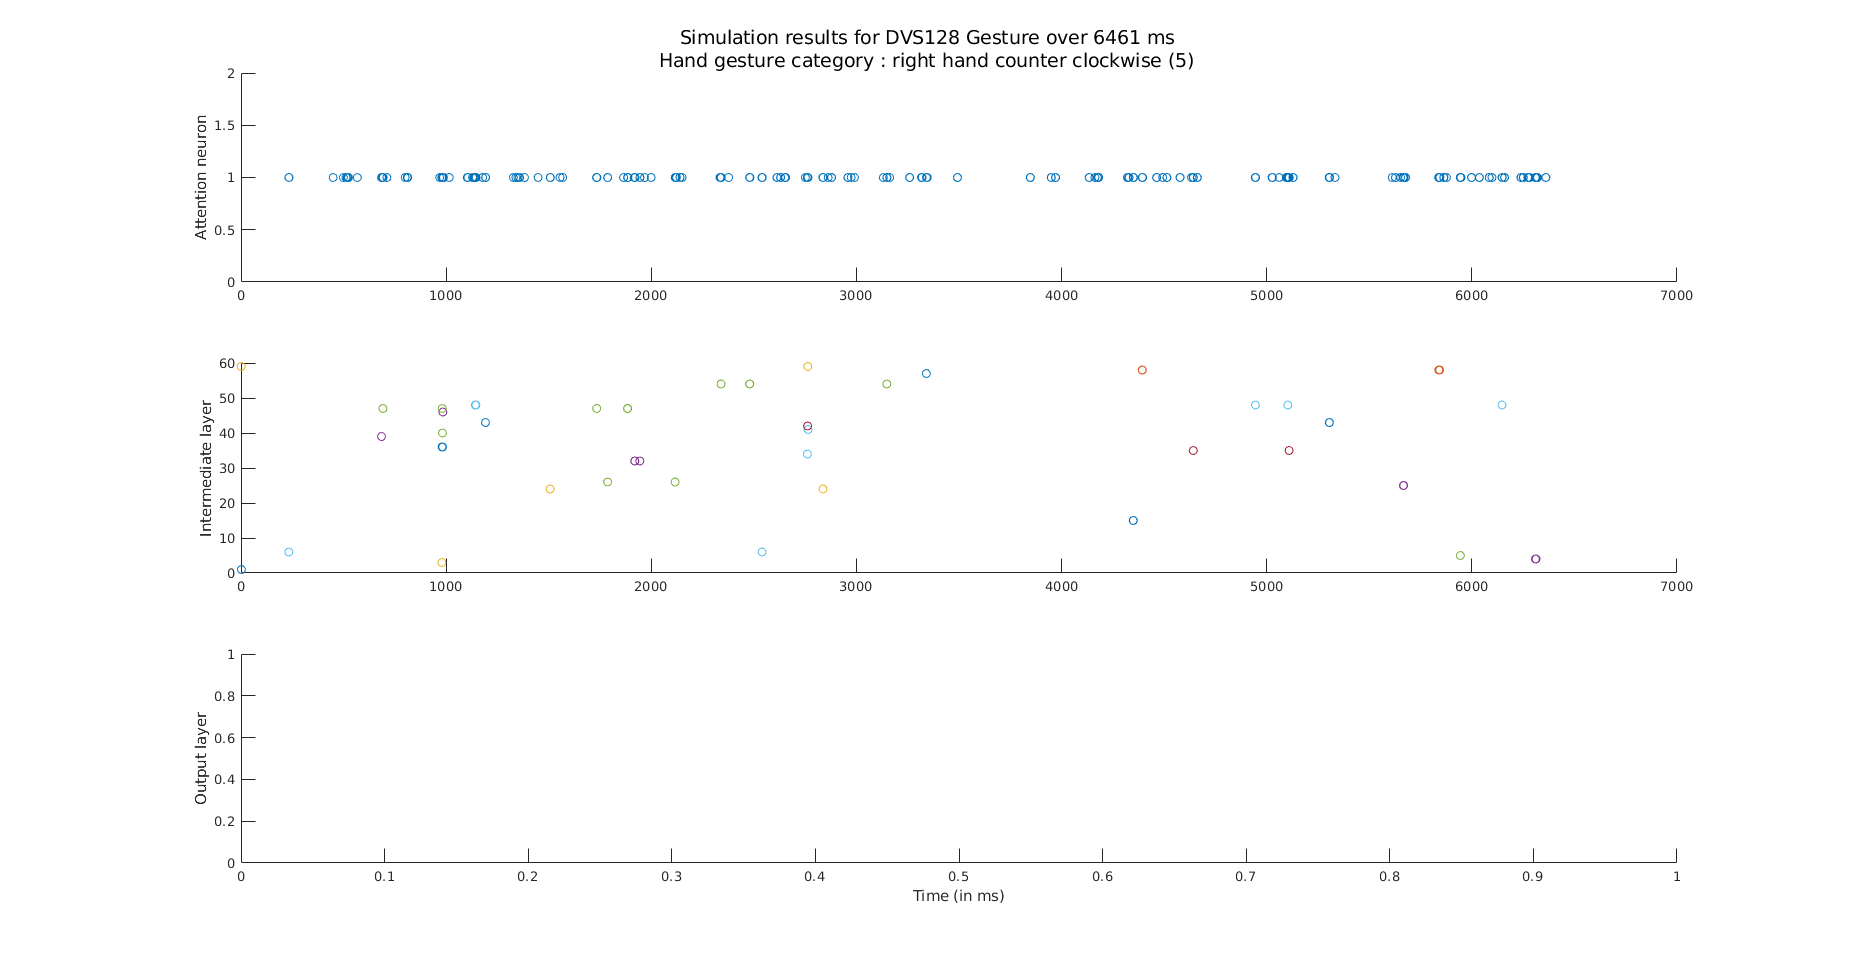 Simulation results for DVS128 Gesture over 6461 ms
Hand gesture category : right hand counter clockwise (5)
Attention neuron
2
1.5
1
0.5
0
0 1000 2000 3000 4000 5000 6000 7000
Intermediate layer
60
50
40
30
20
10
0
0 1000 2000 3000 4000 5000 6000 7000
Output layer
1
0.8
0.6
0.4
0.2
0
0 0.1 0.2 0.3 0.4 0.5 0.6 0.7 0.8 0.9 1
Time (in ms)